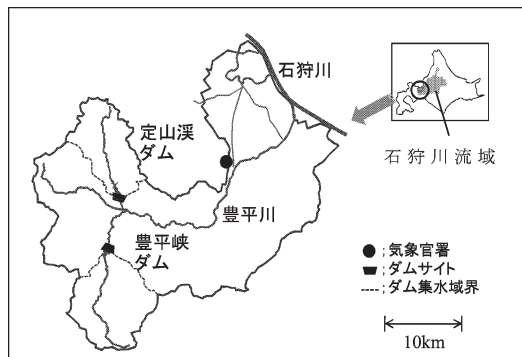 石狩川
定山渓
ダム
石狩川流域
豊平川
豊平峡
ダム
●;気象官署
;ダムサイト
-----;ダム集水域界
10km